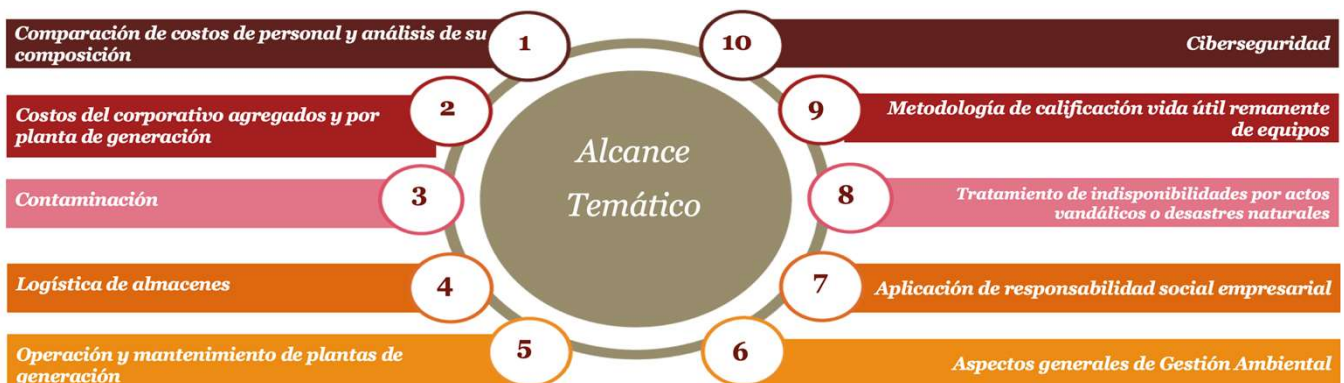 Comparación de costos de personal y análisis de su
composición
1
Costos del corporativo agregados y por
planta de generación
2
Contaminación
3
Logística de almacenes
4
Operación y mantenimiento de plantas de
generación
5
Alcance
Temático
10
Ciberseguridad
9
Metodología de calificación vida útil remanente
de equipos
8
Tratamiento de indisponibilidades por actos
vandálicos o desastres naturales
7
Aplicación de responsabilidad social empresarial
6
Aspectos generales de Gestión Ambiental